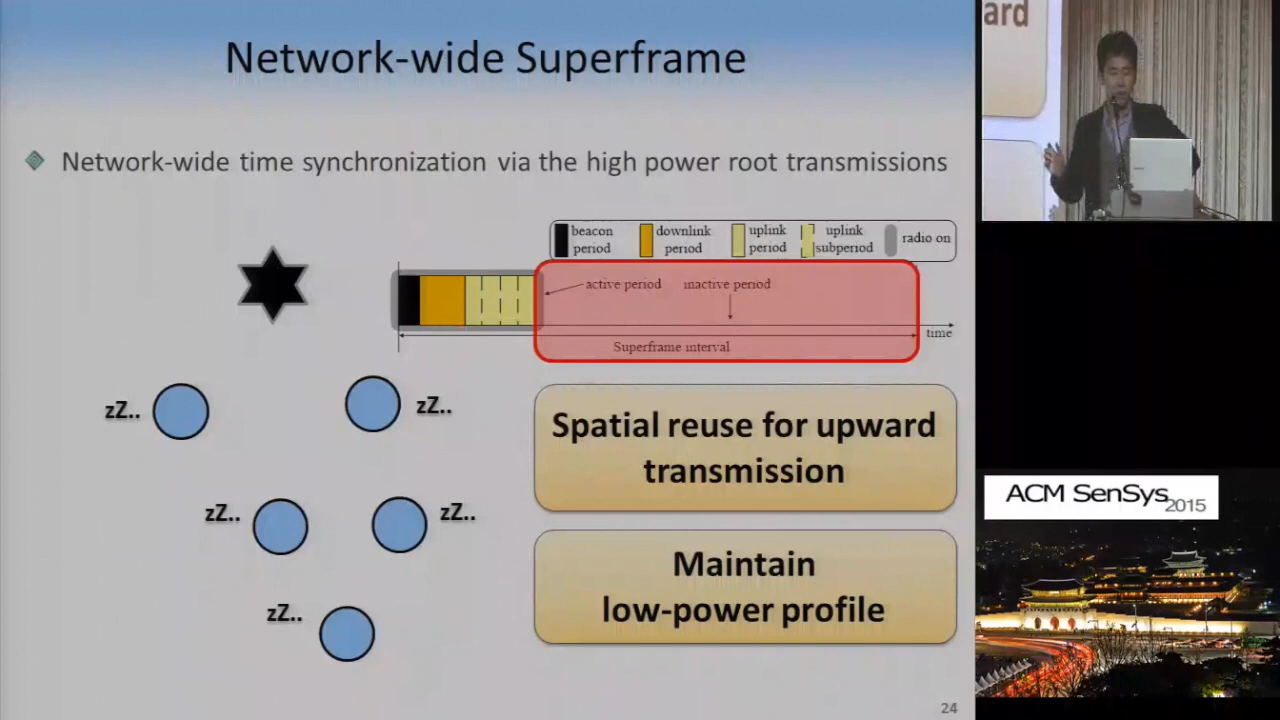 Network-wide Superframe
Network-wide time synchronization via the high power root transmissions
beacon period
downlink period
uplink period
uplink subperiod
radio on
active period
inactive period
time
Superframe interval
zZ..
zZ..
zZ..
zZ..
zZ..
Spatial reuse for upward
transmission
Maintain
low-power profile
24
ard
ACM SenSys 2015